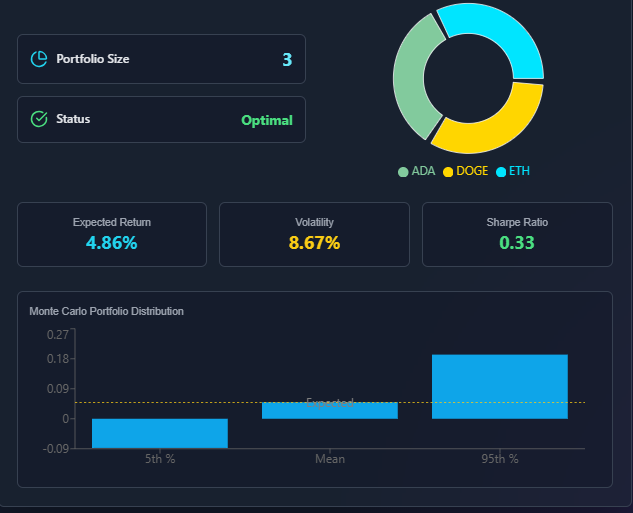 Portfolio Size 3
Status Optimal
ADA DOGE ETH
Expected Return Volatility Sharpe Ratio
4.86% 8.67% 0.33
Monte Carlo Portfolio Distribution
0.27
0.18
0.09
Expected
0
-0.09
5th % Mean 95th %